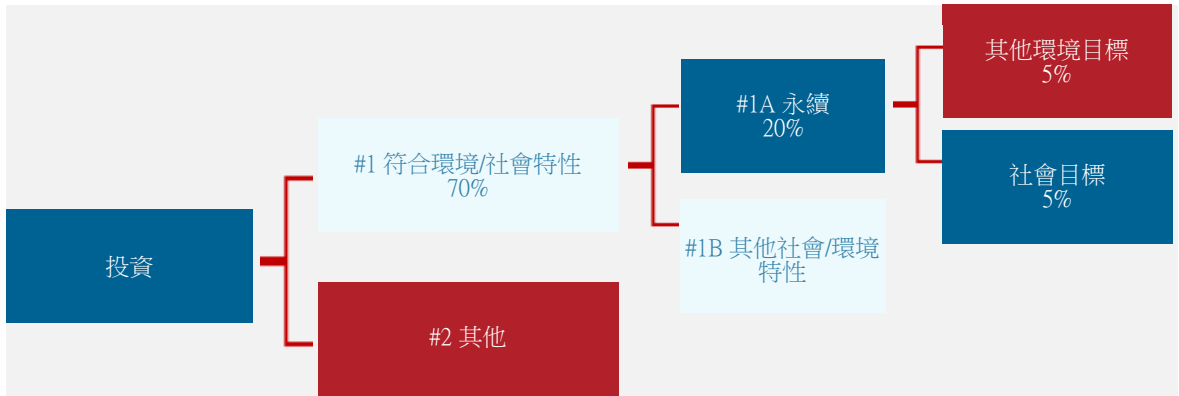 投資
#1 符合環境/社會特性
70%
#2 其他
#1A 永續
20%
#1B 其他社會/環境
特性
其他環境目標
5%
社會目標
5%